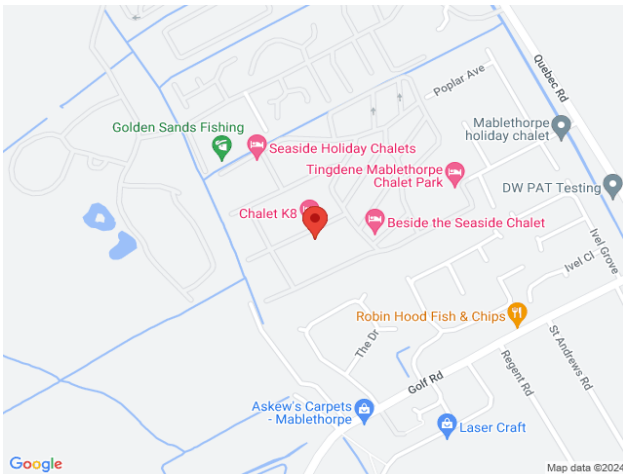 Poplar Ave
Quebec Rd
Mablethorpe
holiday chalet
Golden Sands Fishing
Seaside Holiday Chalets
Tingdene Mablethorpe
Chalet Park
DW PAT Testing
Chalet K8
Beside the Seaside Chalet
Ivel Grove
Ivel Cl
Robin Hood Fish & Chips
The Dr
St Andrews Rd
Regent Rd
Golf Rd
Askew's Carpets
- Mablethorpe
Laser Craft
Google
Map data ©2024